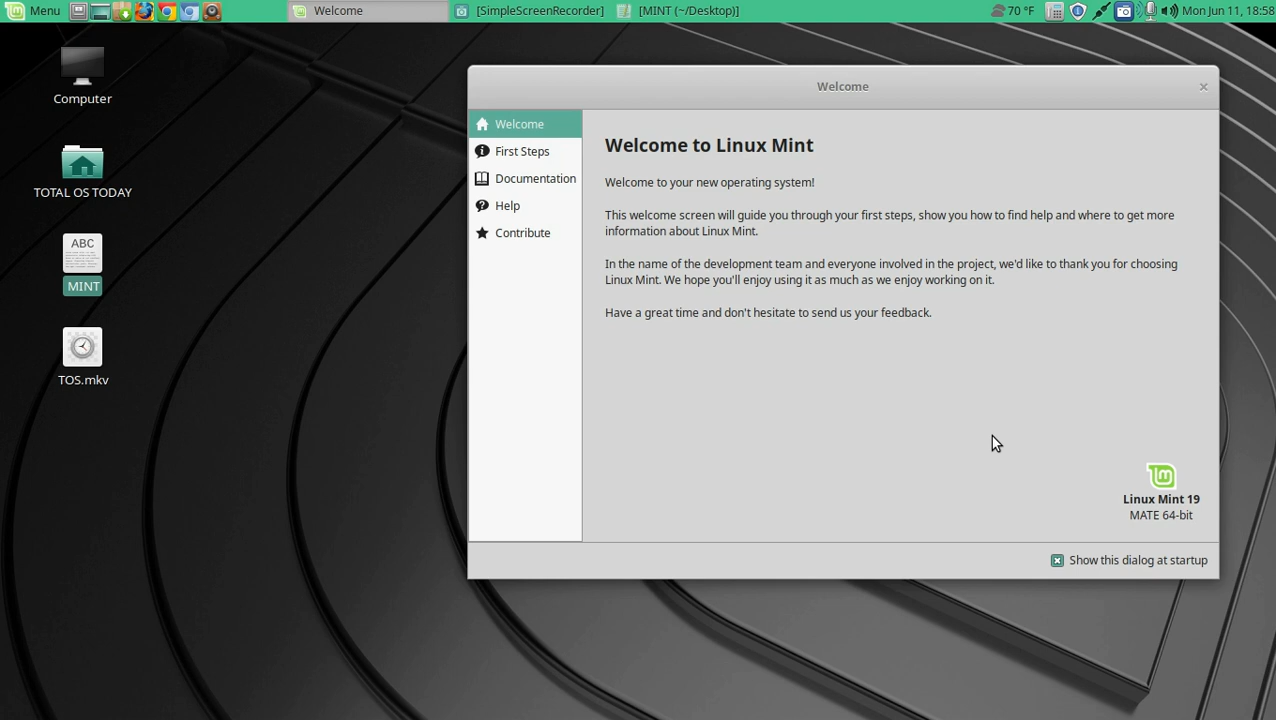 Menu
Welcome
[SimpleScreenRecorder]
[MINT (~/Desktop)]
70 °F
Mon Jun 11, 18:58
Computer
TOTAL OS TODAY
ABC
MINT
TOS.mkv
Welcome
Welcome
First Steps
Documentation
Help
Contribute
Welcome to Linux Mint
Welcome to your new operating system!
This welcome screen will guide you through your first steps, show you how to find help and where to get more
information about Linux Mint.
In the name of the development team and everyone involved in the project, we'd like to thank you for choosing
Linux Mint. We hope you'll enjoy using it as much as we enjoy working on it.
Have a great time and don't hesitate to send us your feedback.
Linux Mint 19
MATE 64-bit
Show this dialog at startup